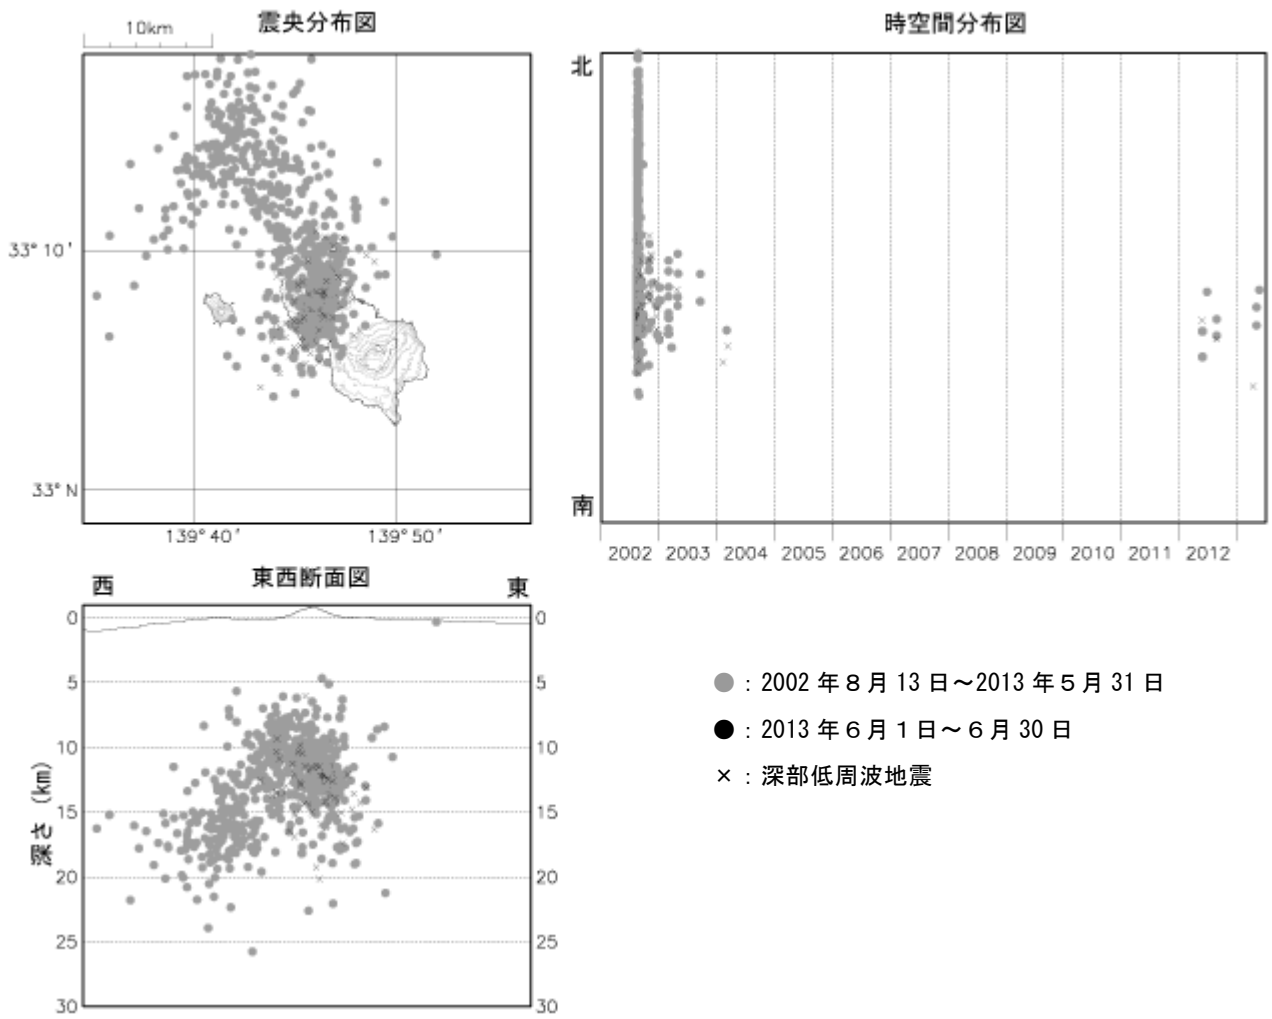 震央分布図
10km
33°10'
33°N
139°40'
139°50'
時空間分布図
北
南
2002 2003 2004 2005 2006 2007 2008 2009 2010 2011 2012
東西断面図
西
東
0
5
10
15
20
25
30
深さ (km)
0
5
10
15
20
25
30
● : 2002 年８月 13 日～2013 年５月 31 日
● : 2013 年６月１日～６月 30 日
× : 深部低周波地震